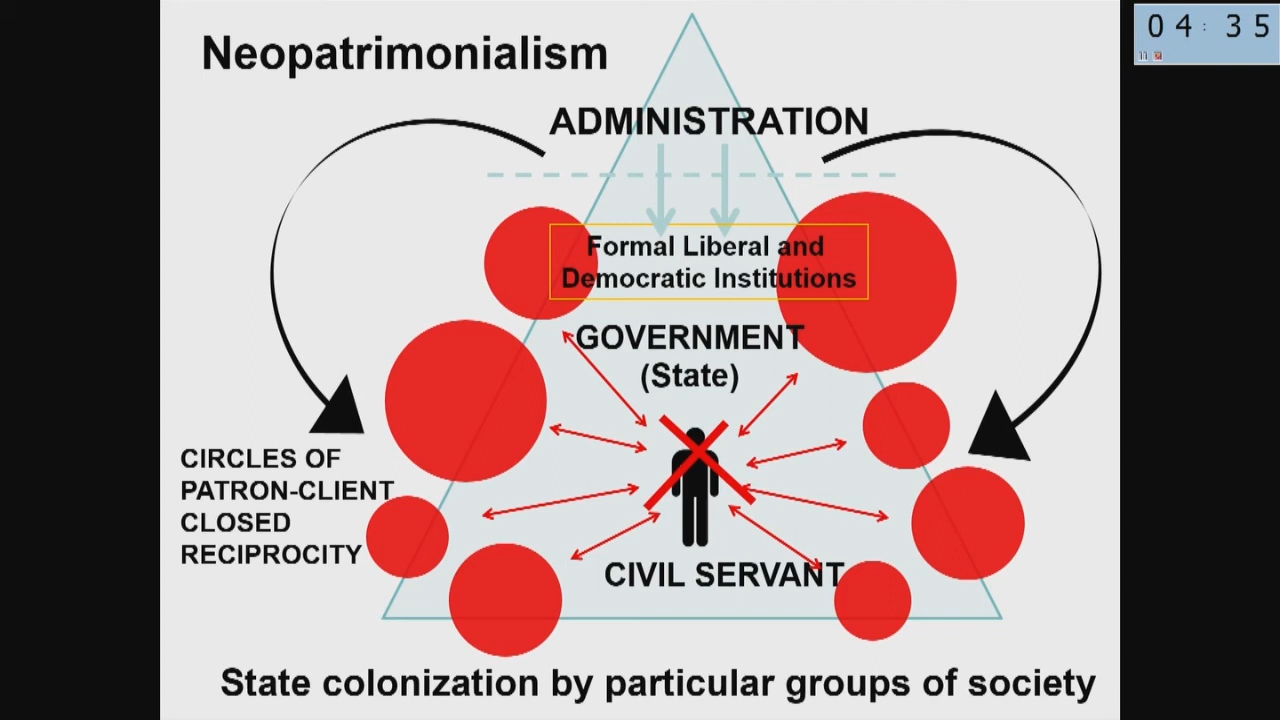 Neopatrimonialism
04:35
ADMINISTRATION
Formal Liberal and
Democratic Institutions
GOVERNMENT
(State)
CIRCLES OF
PATRON-CLIENT
CLOSED
RECIPROCITY
CIVIL SERVANT
State colonization by particular groups of society